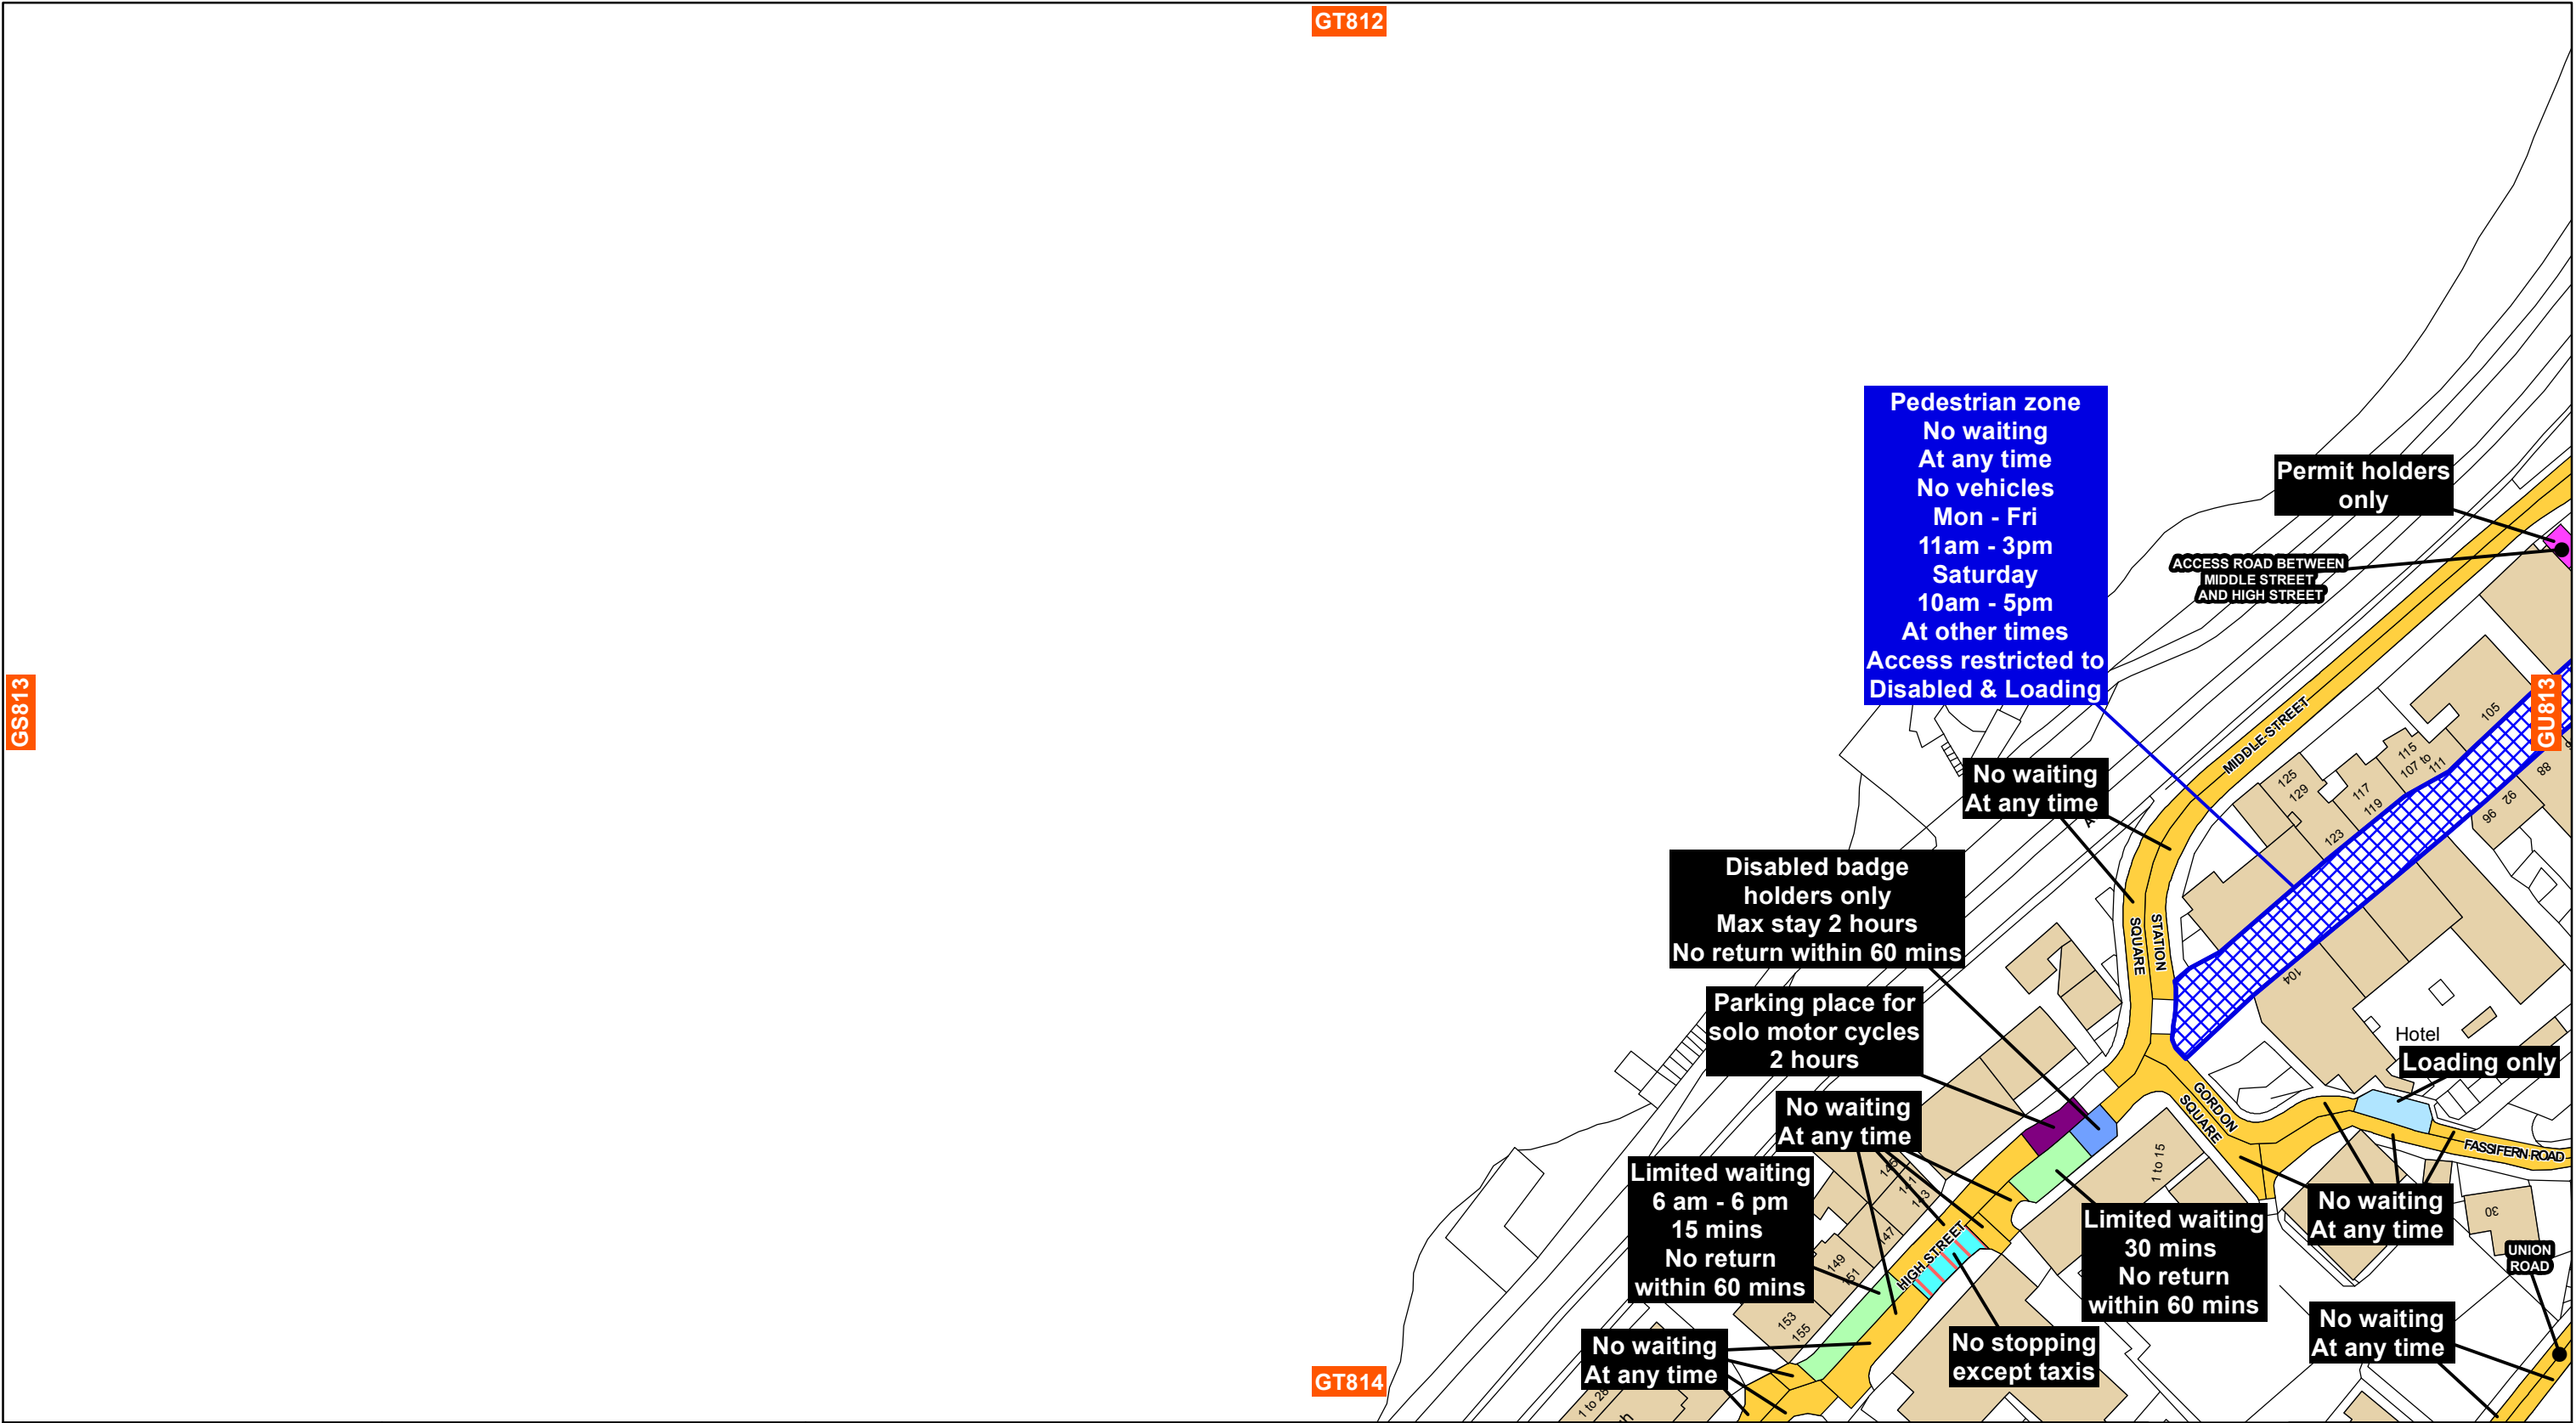 GT812
Pedestrian zone
No waiting
At any time
No vehicles
Mon - Fri
11am - 3pm
Saturday
10am - 5pm
At other times
Access restricted to
Disabled & Loading
Permit holders
only
ACCESS ROAD BETWEEN
MIDDLE STREET
AND HIGH STREET
GS813
GU813
MIDDLE STREET
105
115
107 to
111
125
129
117
119
123
88
92
96
104
No waiting
At any time
Disabled badge
holders only
Max stay 2 hours
No return within 60 mins
STATION
SQUARE
Parking place for
solo motor cycles
2 hours
Hotel
Loading only
GORDON
SQUARE
FASSIFERN ROAD
No waiting
At any time
145
141
143
147
149
151
153
155
1 to 15
30
Limited waiting
6 am - 6 pm
15 mins
No return
within 60 mins
HIGH STREET
No waiting
At any time
Limited waiting
30 mins
No return
within 60 mins
UNION
ROAD
No waiting
At any time
No stopping
except taxis
No waiting
At any time
GT814
1 to 28